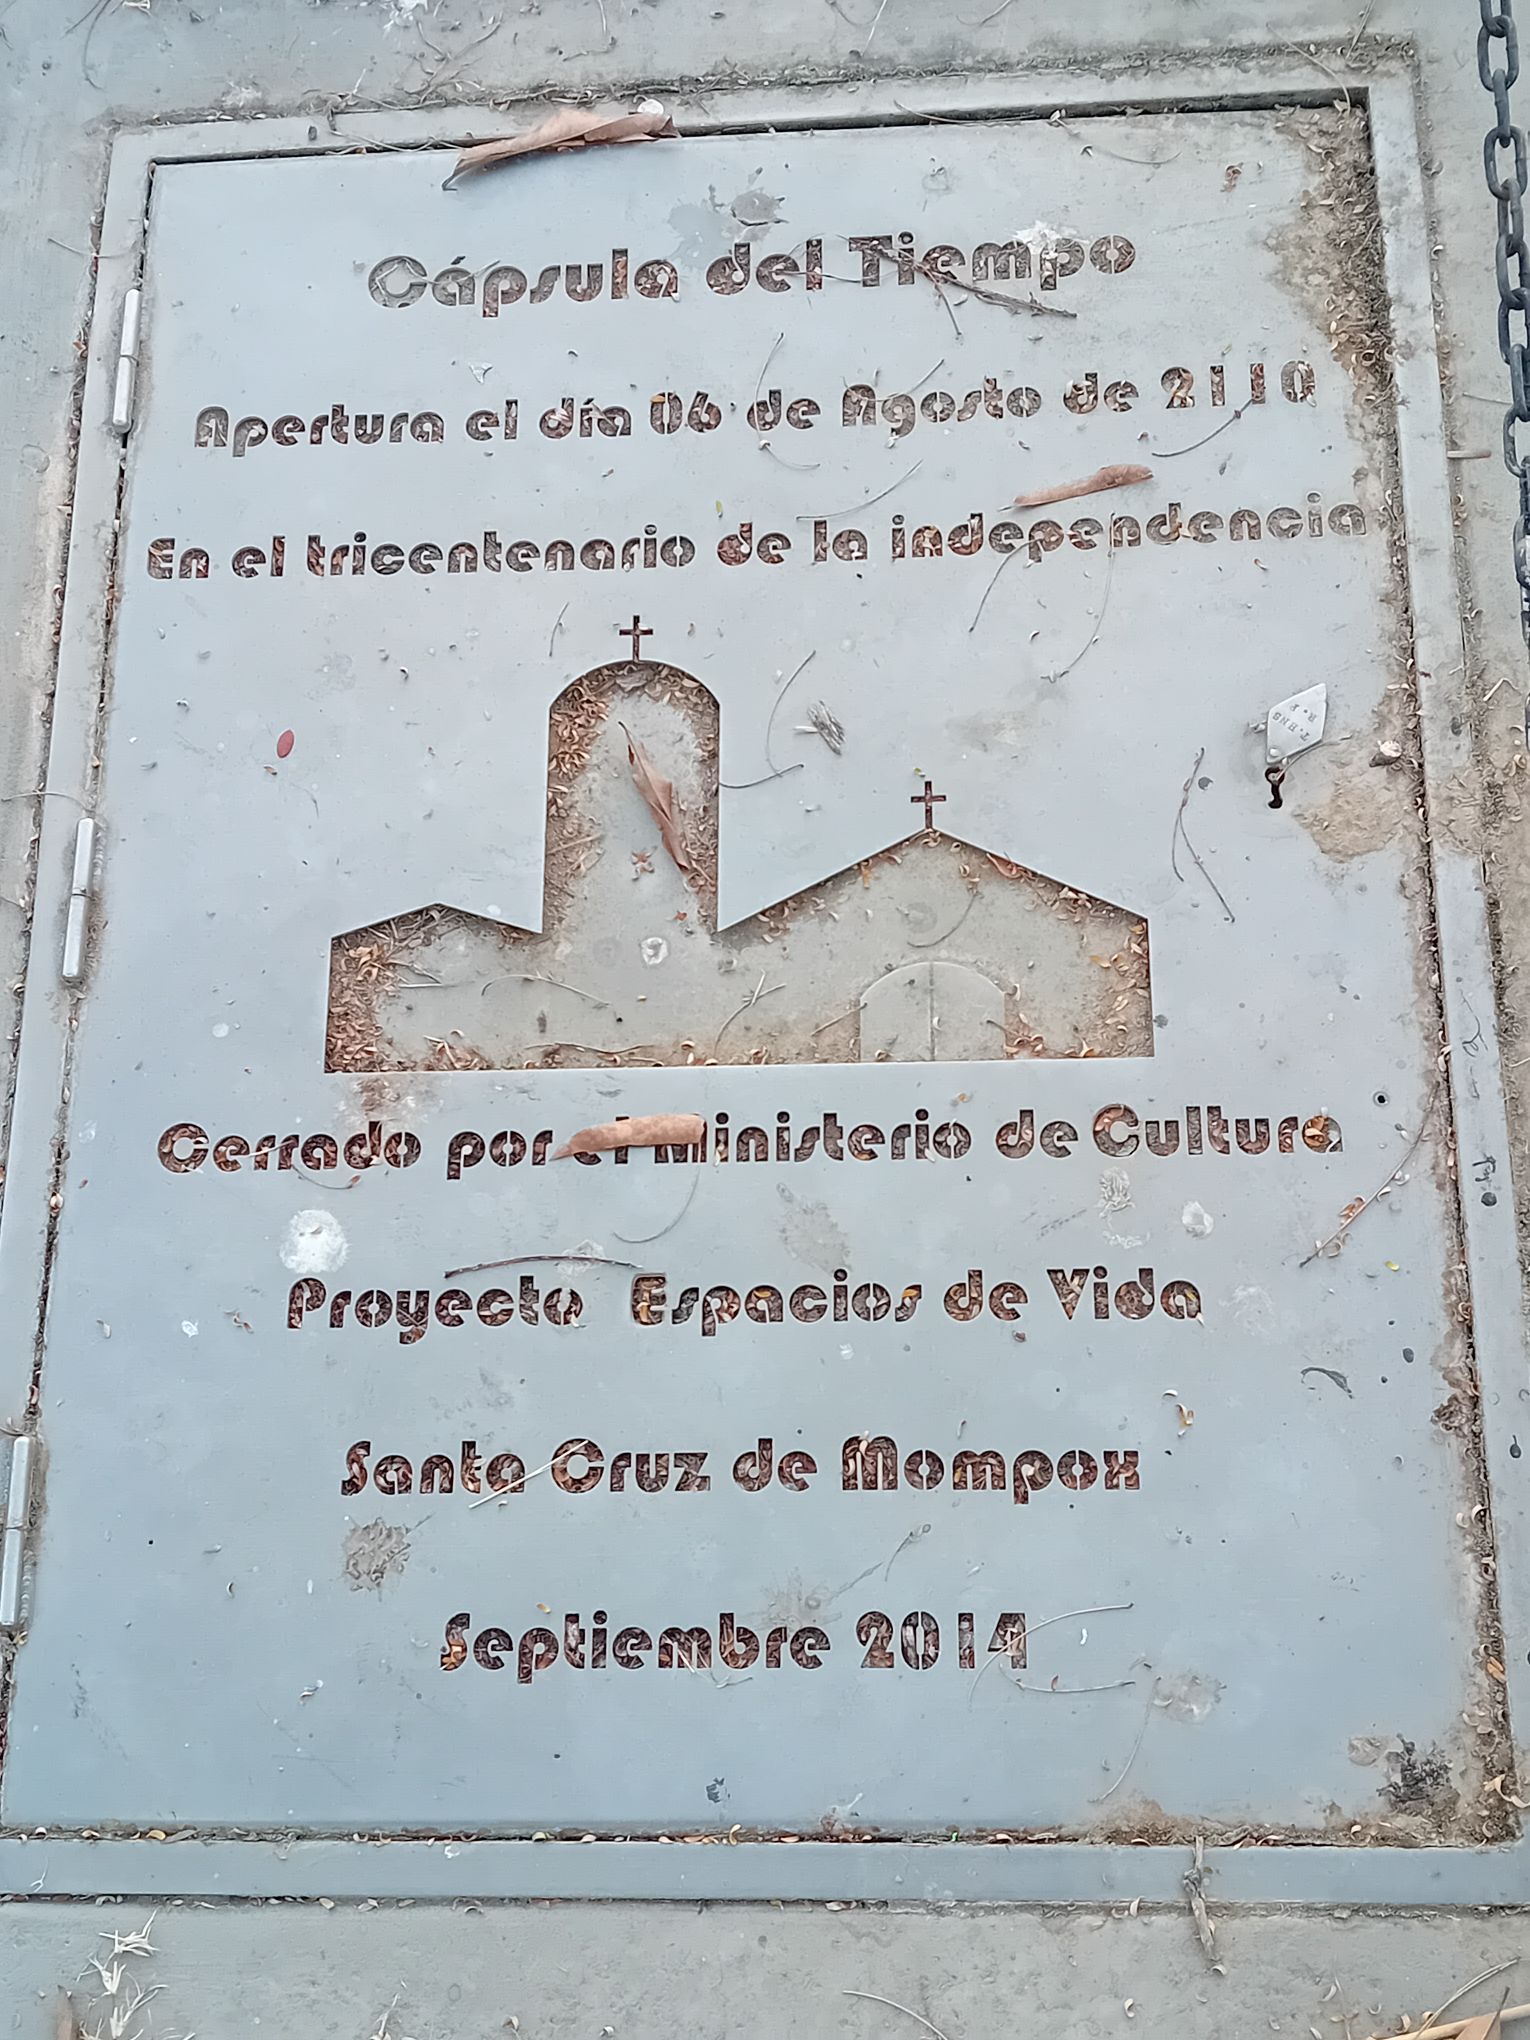 Cápsula del Tiempo
Apertura el día 06 de Agosto de 2110
En el tricentenario de la independencia
Cerrado por el Ministerio de Cultura
Proyecto Espacios de Vida
Santa Cruz de Mompox
Septiembre 2014